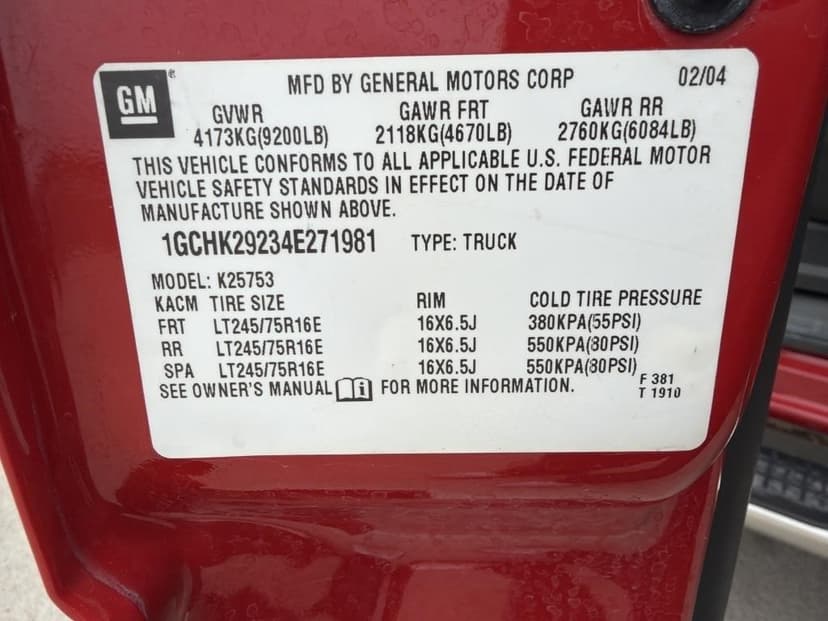 GM
MFD BY GENERAL MOTORS CORP 02/04
GVWR GAWR FRT GAWR RR
4173KG(9200LB) 2118KG(4670LB) 2760KG(6084LB)
THIS VEHICLE CONFORMS TO ALL APPLICABLE U.S. FEDERAL MOTOR
VEHICLE SAFETY STANDARDS IN EFFECT ON THE DATE OF
MANUFACTURE SHOWN ABOVE.
1GCHK29234E271981 TYPE: TRUCK
MODEL: K25753
KACM TIRE SIZE RIM COLD TIRE PRESSURE
FRT LT245/75R16E 16X6.5J 380KPA(55PSI)
RR LT245/75R16E 16X6.5J 550KPA(80PSI)
SPA LT245/75R16E 16X6.5J 550KPA(80PSI)
SEE OWNER'S MANUAL i FOR MORE INFORMATION.
F 381
T 1910